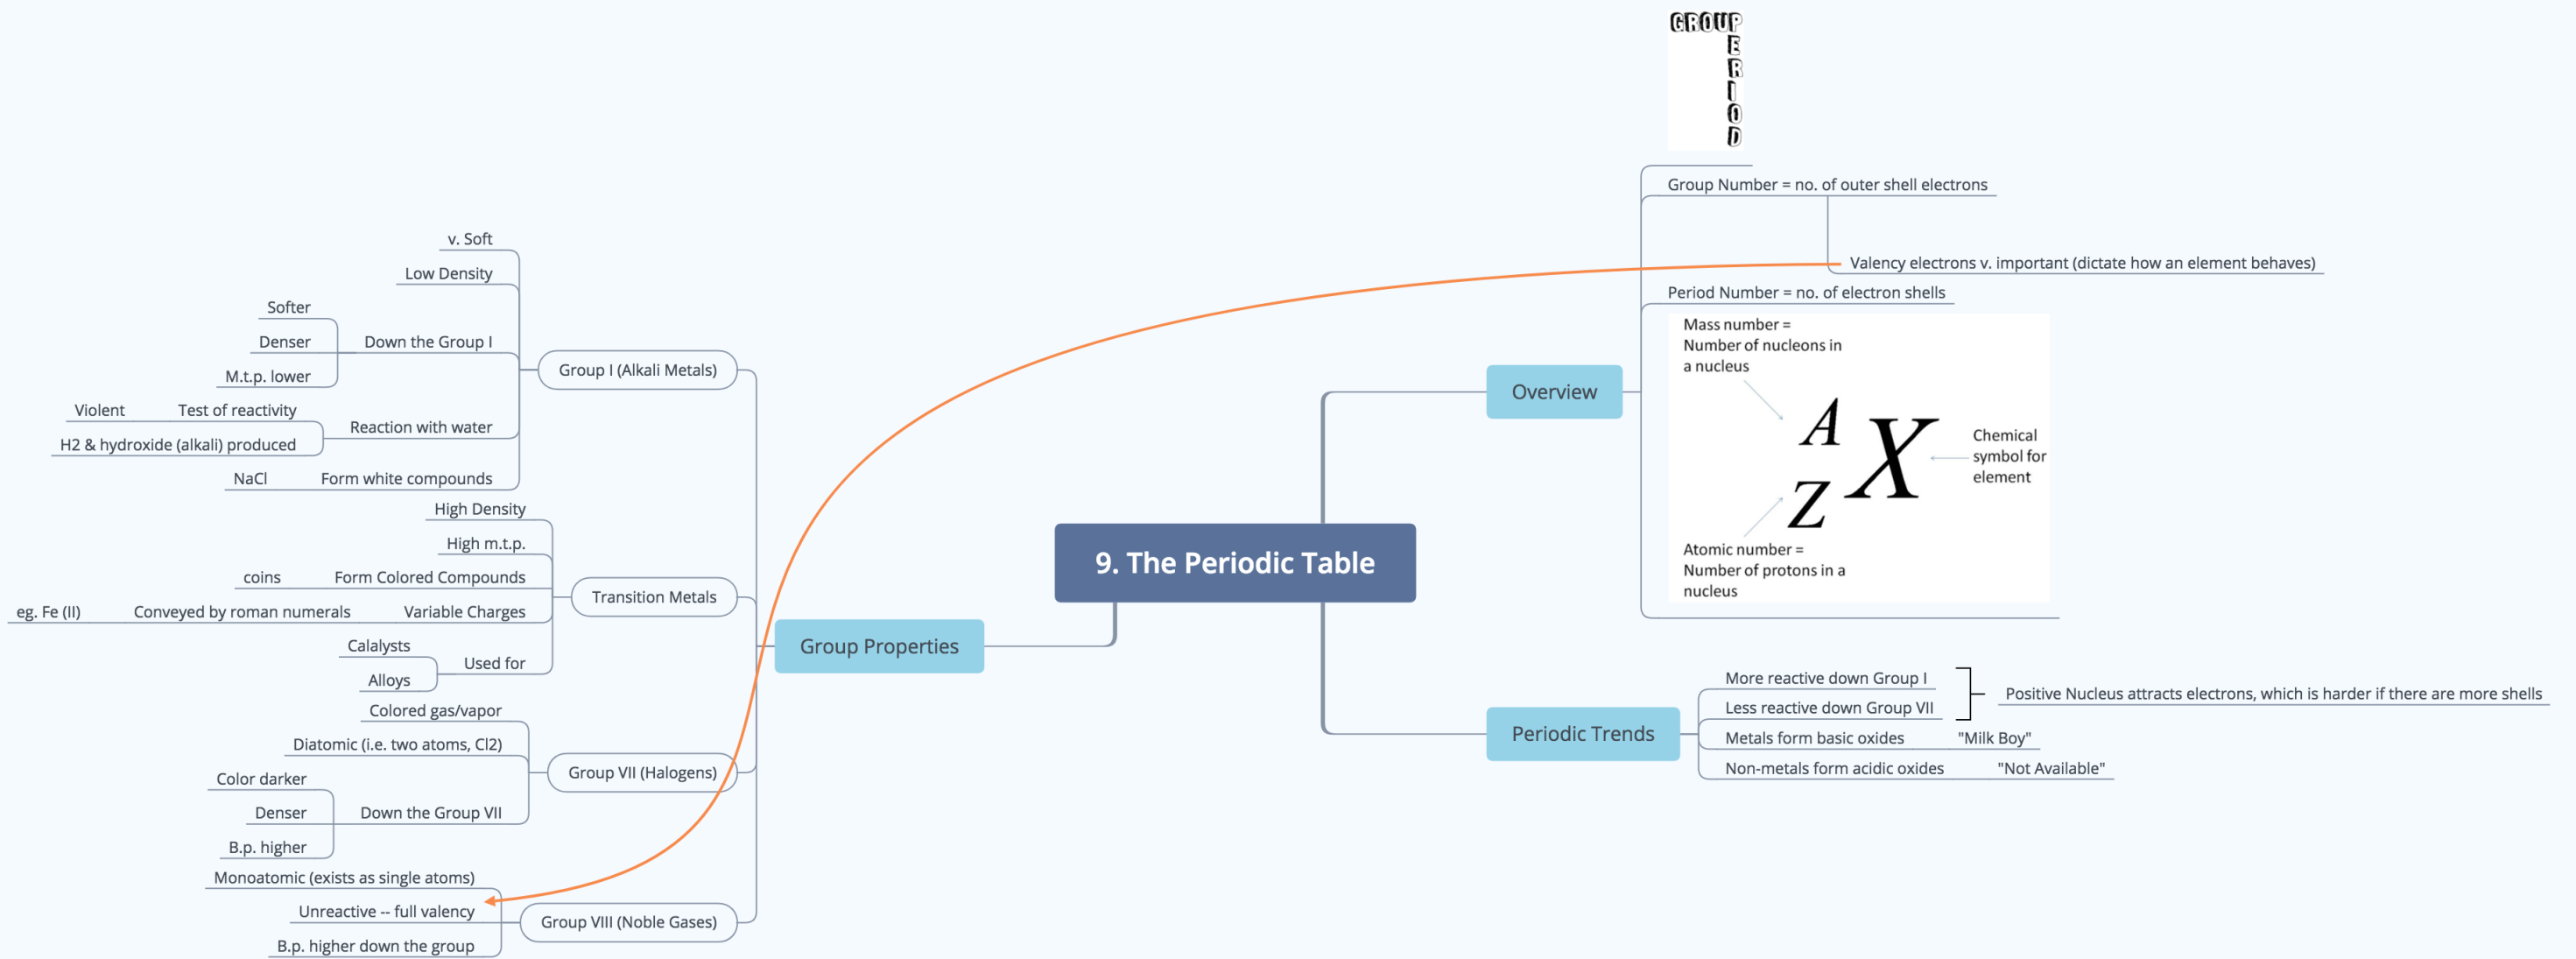 GROUP
PERIOD
Group Number = no. of outer shell electrons
Valency electrons v. important (dictate how an element behaves)
Period Number = no. of electron shells
Mass number =
Number of nucleons in
a nucleus
A
X
Z
Chemical
symbol for
element
Atomic number =
Number of protons in a
nucleus
Overview
9. The Periodic Table
Periodic Trends
More reactive down Group I
Less reactive down Group VII
Positive Nucleus attracts electrons, which is harder if there are more shells
Metals form basic oxides
"Milk Boy"
Non-metals form acidic oxides
"Not Available"
Group Properties
Group I (Alkali Metals)
v. Soft
Low Density
Down the Group I
Softer
Denser
M.t.p. lower
Reaction with water
Test of reactivity
Violent
H2 & hydroxide (alkali) produced
Form white compounds
NaCl
Transition Metals
High Density
High m.t.p.
Form Colored Compounds
coins
Variable Charges
Conveyed by roman numerals
eg. Fe (II)
Used for
Calalysts
Alloys
Group VII (Halogens)
Colored gas/vapor
Diatomic (i.e. two atoms, Cl2)
Down the Group VII
Color darker
Denser
B.p. higher
Group VIII (Noble Gases)
Monoatomic (exists as single atoms)
Unreactive -- full valency
B.p. higher down the group